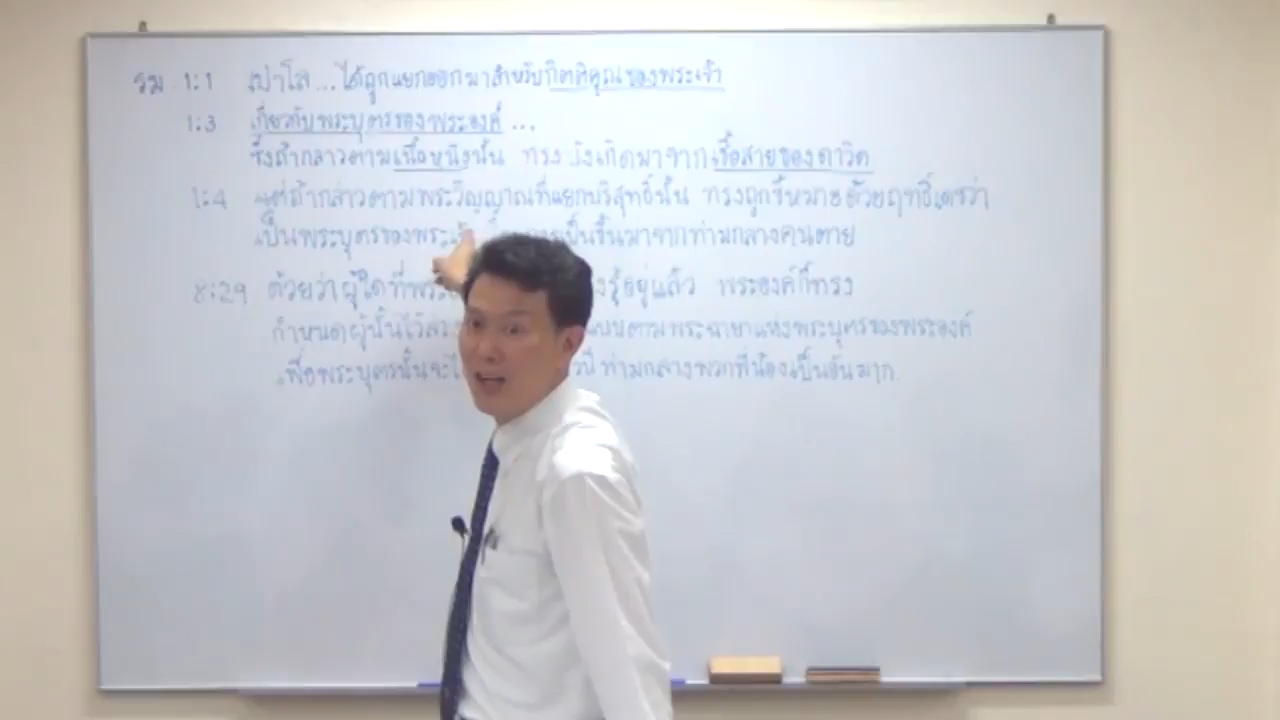 รม 1:1 เปาโล...ได้ถูกแยกออกมาสำหรับกิตติคุณของพระเจ้า
1:3 เกี่ยวกับพระบุตรของพระองค์ ...
ซึ่งถ้ากล่าวตามเนื้อหนังนั้น ทรงบังเกิดมาจากเชื้อสายของดาวิด
1:4 แต่ถ้ากล่าวตามพระวิญญาณที่แยกบริสุทธิ์นั้น ทรงถูกชี้หมายด้วยฤทธิ์เดชว่า
เป็นพระบุตรของพระ เป็นขึ้นมาจากท่ามกลางคนตาย
8:29 ด้วยว่าผู้ใดที่ รู้อยู่แล้ว พระองค์ก็ทรง
กำหนดผู้นั้นไว้ ตามพระฉายาแห่งพระบุตรของพระองค์
เพื่อพระบุตรนั้นจะ ท่ามกลางพวกพี่น้องเป็นอันมาก